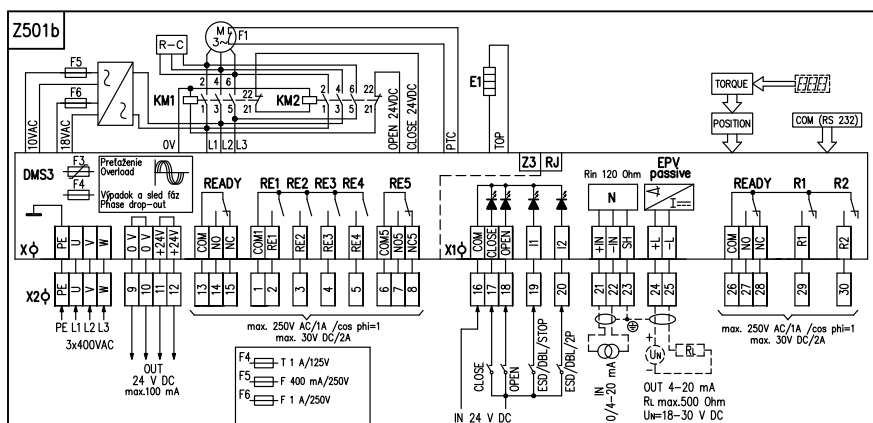 Z501b
F5
F6
R-C
M
3~
F1
2 4 6
KM1
1 3 5
22
21
KM2
2 4 6
1 3 5
22
21
OPEN 24VDC
CLOSE 24VDC
PTC
E1
TOP
TORQUE
POSITION
COM (RS 232)
10VAC
18VAC
0V
L1 L2 L3
DMS3
F3
F4
Preťaženie
Overload
Výpadok a sled fáz
Phase drop-out
READY
RE1 RE2 RE3 RE4
RE5
Z3 RJ
Rin 120 Ohm
N
EPV
passive
I
READY
R1
R2
X
PE U V W
0 V
0 V
+24V
+24V
COM NO NC
COM1 RE1 RE2 RE3 RE4
COM5 NO5 NC5
X1
COM CLOSE OPEN I1 I2
+IN -IN SH
+L -L
COM NO NC R1 R2
X2
PE U V W
9 10 11 12
13 14 15
1 2 3 4 5
6 7 8
16 17 18 19 20
21 22 23
24 25
26 27 28 29 30
PE L1 L2 L3
3x400VAC
OUT
24 V DC
max.100 mA
max. 250V AC/1A /cos phi=1
max. 30V DC/2A
F4 T 1 A/125V
F5 F 400 mA/250V
F6 F 1 A/250V
CLOSE
OPEN
ESD/DBL/STOP
ESD/DBL/2P
IN 24 V DC
IN
0/4-20 mA
+
UN
-
RL
OUT 4-20 mA
RL max.500 Ohm
UN=18-30 V DC
max. 250V AC/1A /cos phi=1
max. 30V DC/2A